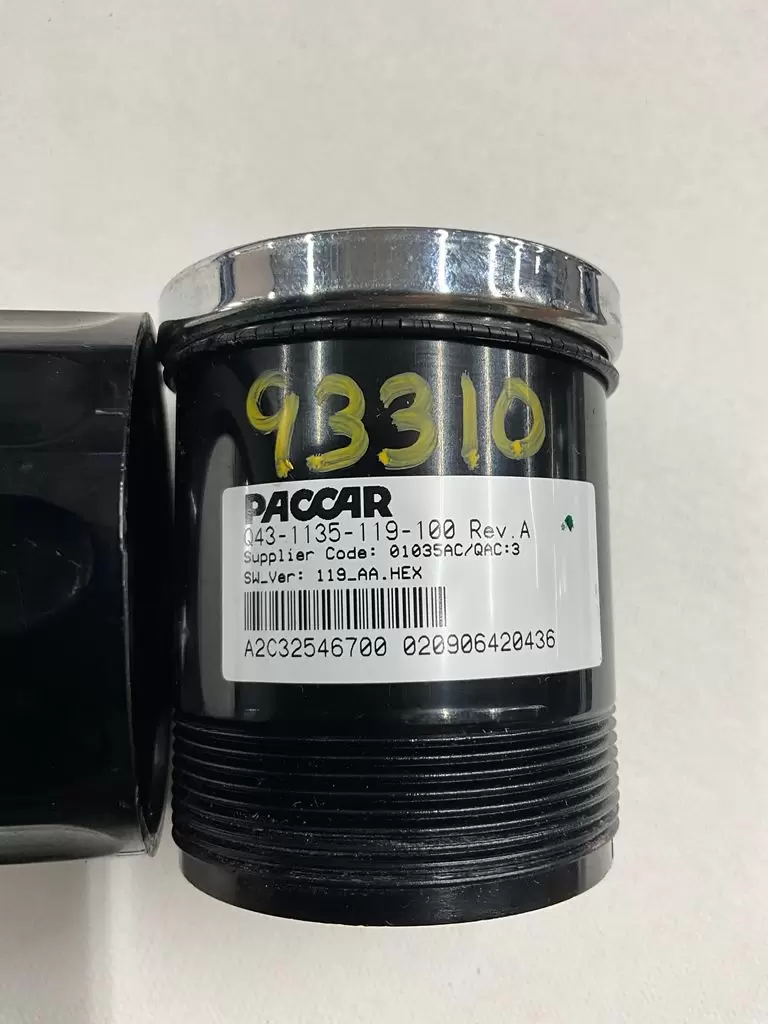 93310
PACCAR
Q43-1135-119-100 Rev.A
Supplier Code: 01035AC/QAC:3
SW_Ver: 119_AA.HEX
A2C32546700 020906420436